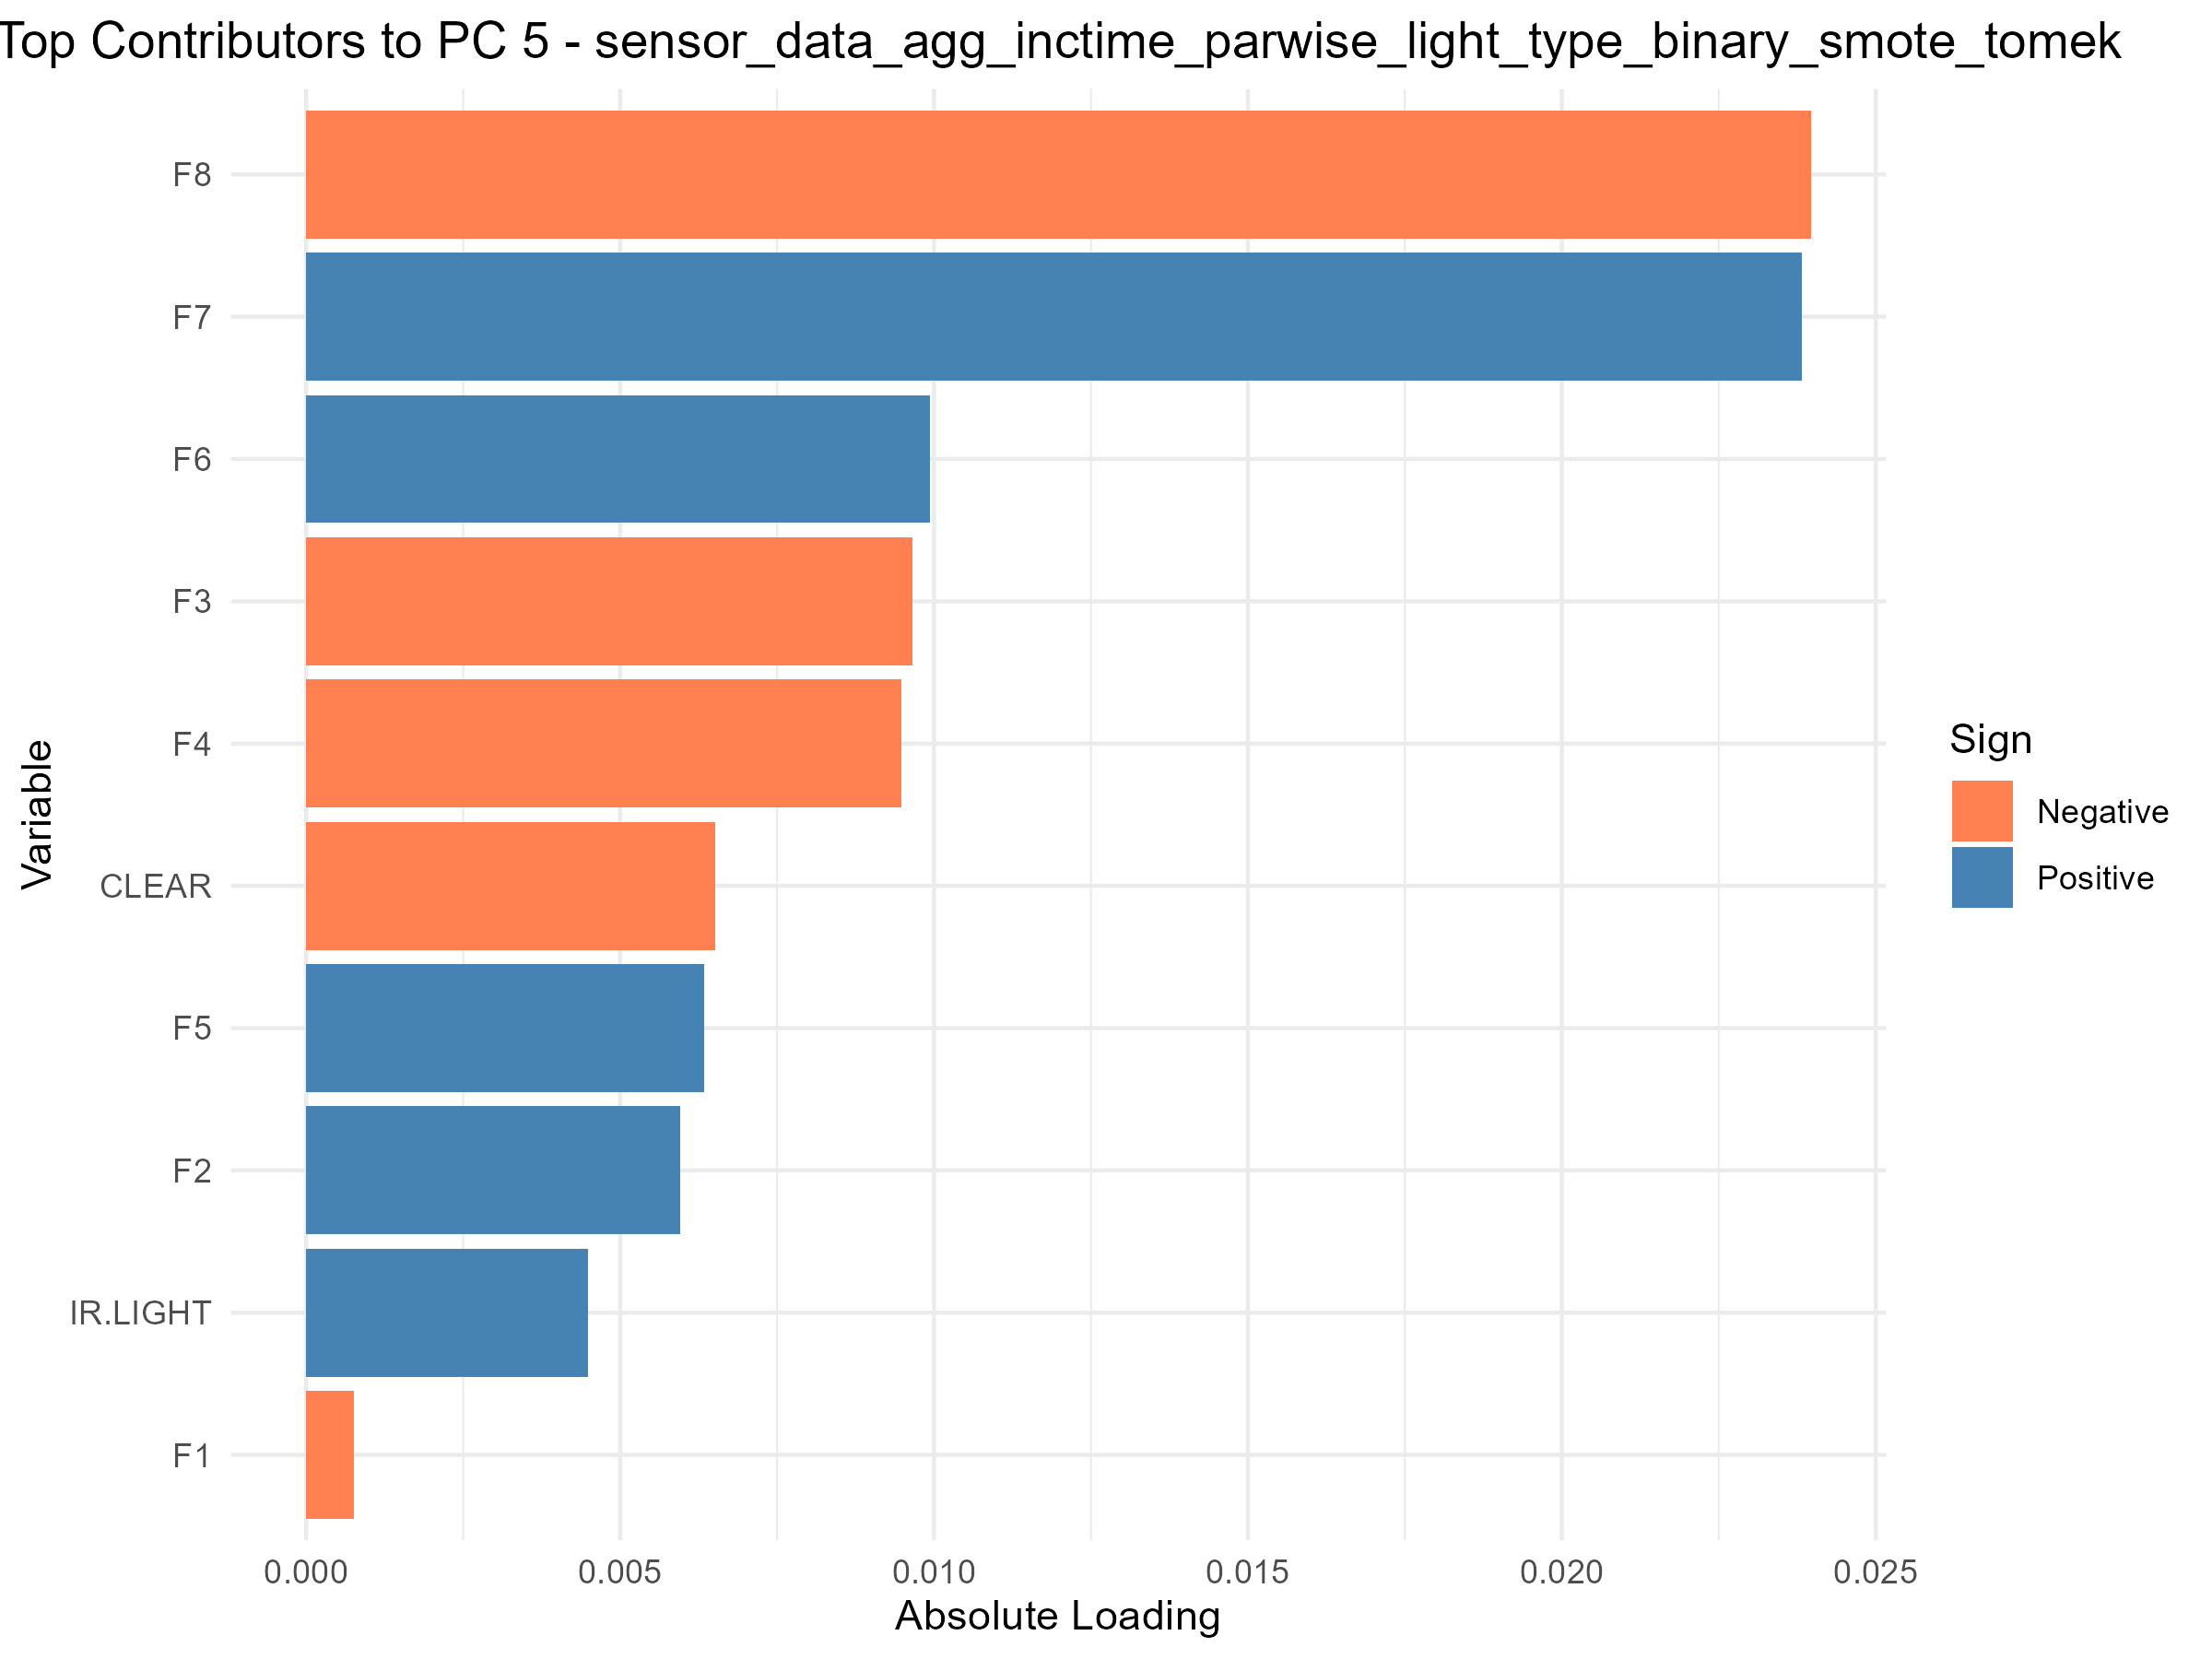 Top Contributors to PC 5 - sensor_data_agg_inctime_parwise_light_type_binary_smote_tomek
F8
F7
F6
F3
F4
CLEAR
F5
F2
IR.LIGHT
F1
Variable
0.000 0.005 0.010 0.015 0.020 0.025
Absolute Loading
Sign
Negative
Positive